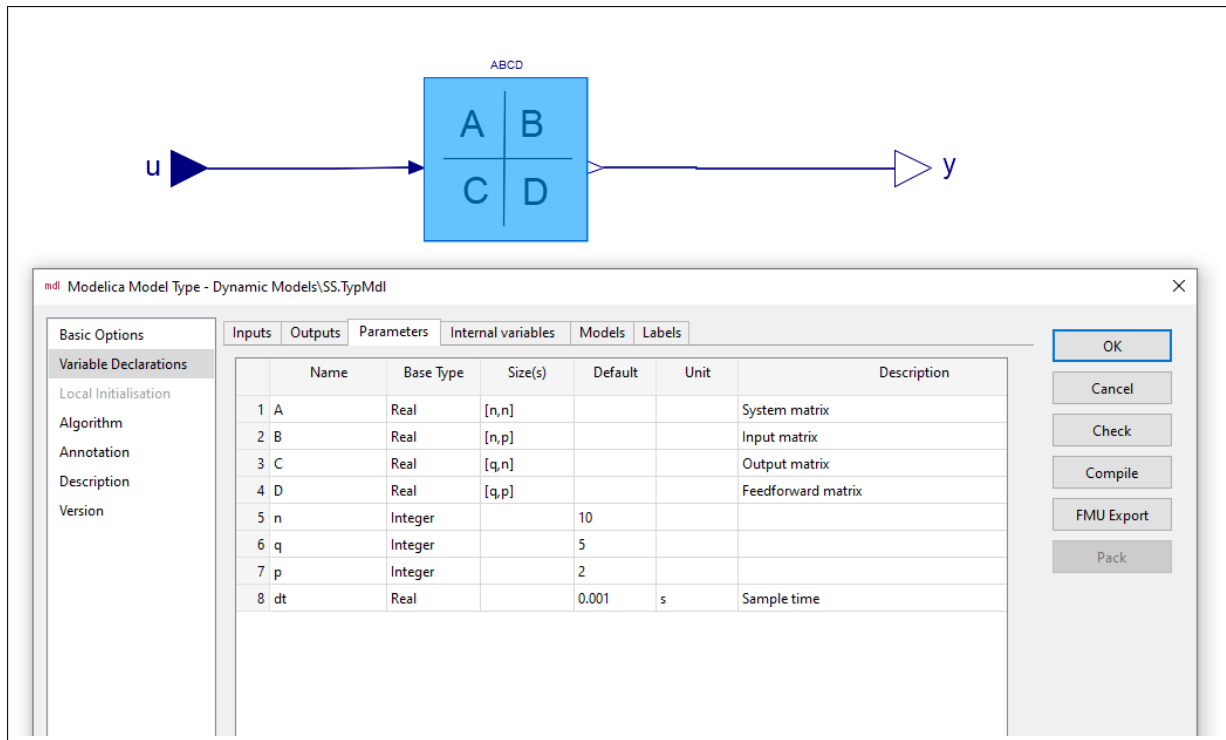 ABCD
A B
u y
C D
mdl Modelica Model Type - Dynamic Models\SS.TypMdl
Basic Options
Variable Declarations
Local Initialisation
Algorithm
Annotation
Description
Version
Inputs Outputs Parameters Internal variables Models Labels
Name Base Type Size(s) Default Unit Description
1 A Real [n,n] System matrix
2 B Real [n,p] Input matrix
3 C Real [q,n] Output matrix
4 D Real [q,p] Feedforward matrix
5 n Integer 10
6 q Integer 5
7 p Integer 2
8 dt Real 0.001 s Sample time
OK
Cancel
Check
Compile
FMU Export
Pack